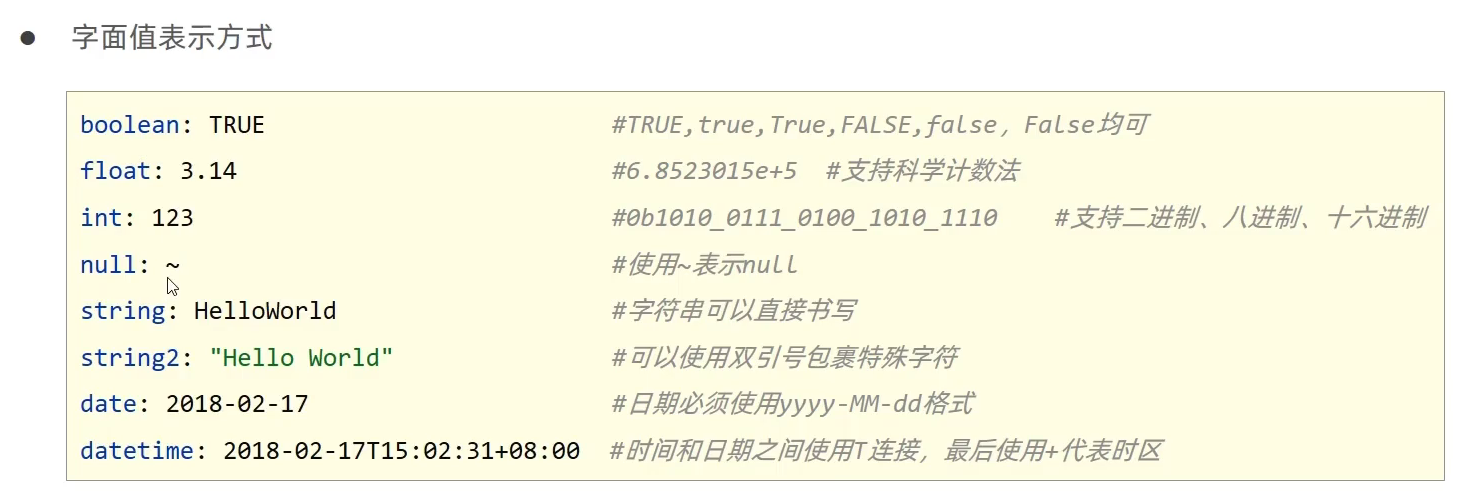 ● 字面值表示方式
boolean: TRUE #TRUE,true,True,FALSE,false，False均可
float: 3.14 #6.8523015e+5 #支持科学计数法
int: 123 #0b1010_0111_0100_1010_1110 #支持二进制、八进制、十六进制
null: ~ #使用~表示null
string: HelloWorld #字符串可以直接书写
string2: "Hello World" #可以使用双引号包裹特殊字符
date: 2018-02-17 #日期必须使用yyyy-MM-dd格式
datetime: 2018-02-17T15:02:31+08:00 #时间和日期之间使用T连接，最后使用+代表时区